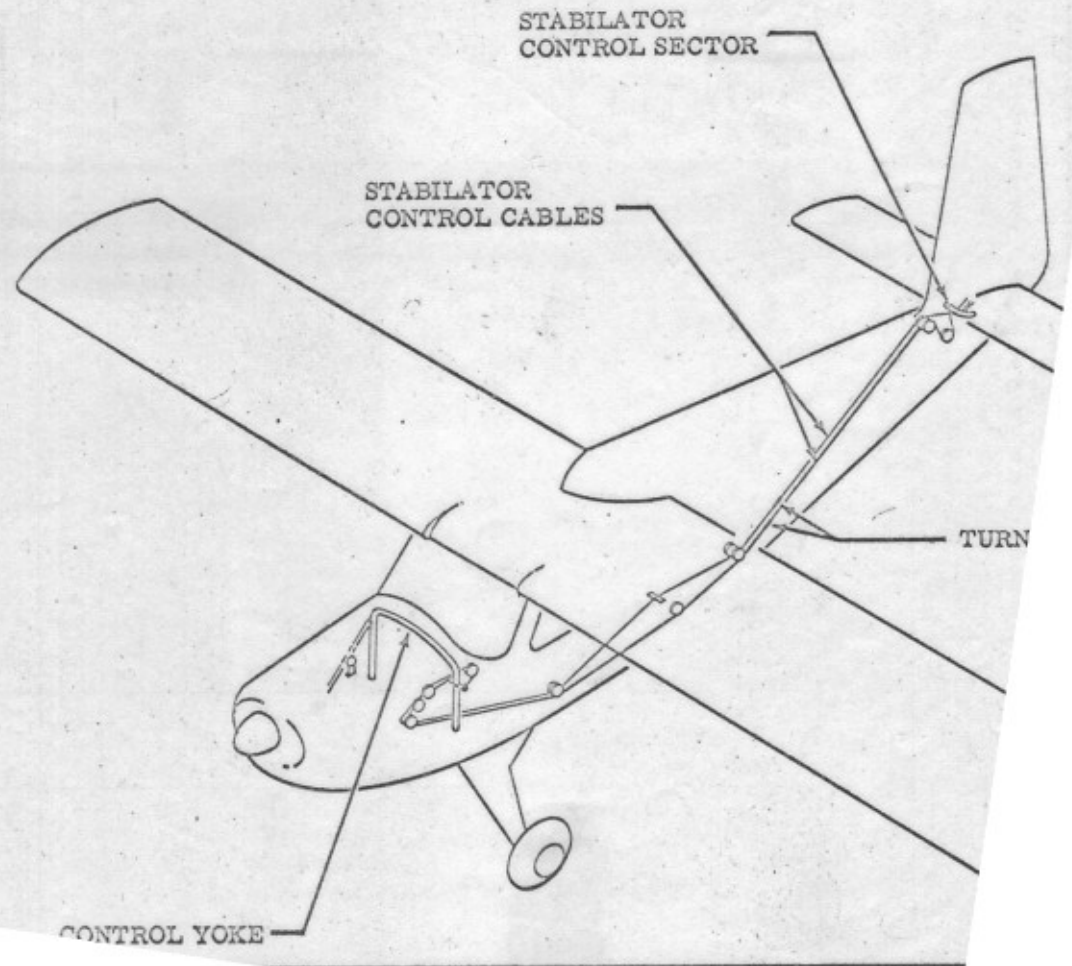 STABILATOR
CONTROL SECTOR
STABILATOR
CONTROL CABLES
TURN
CONTROL YOKE